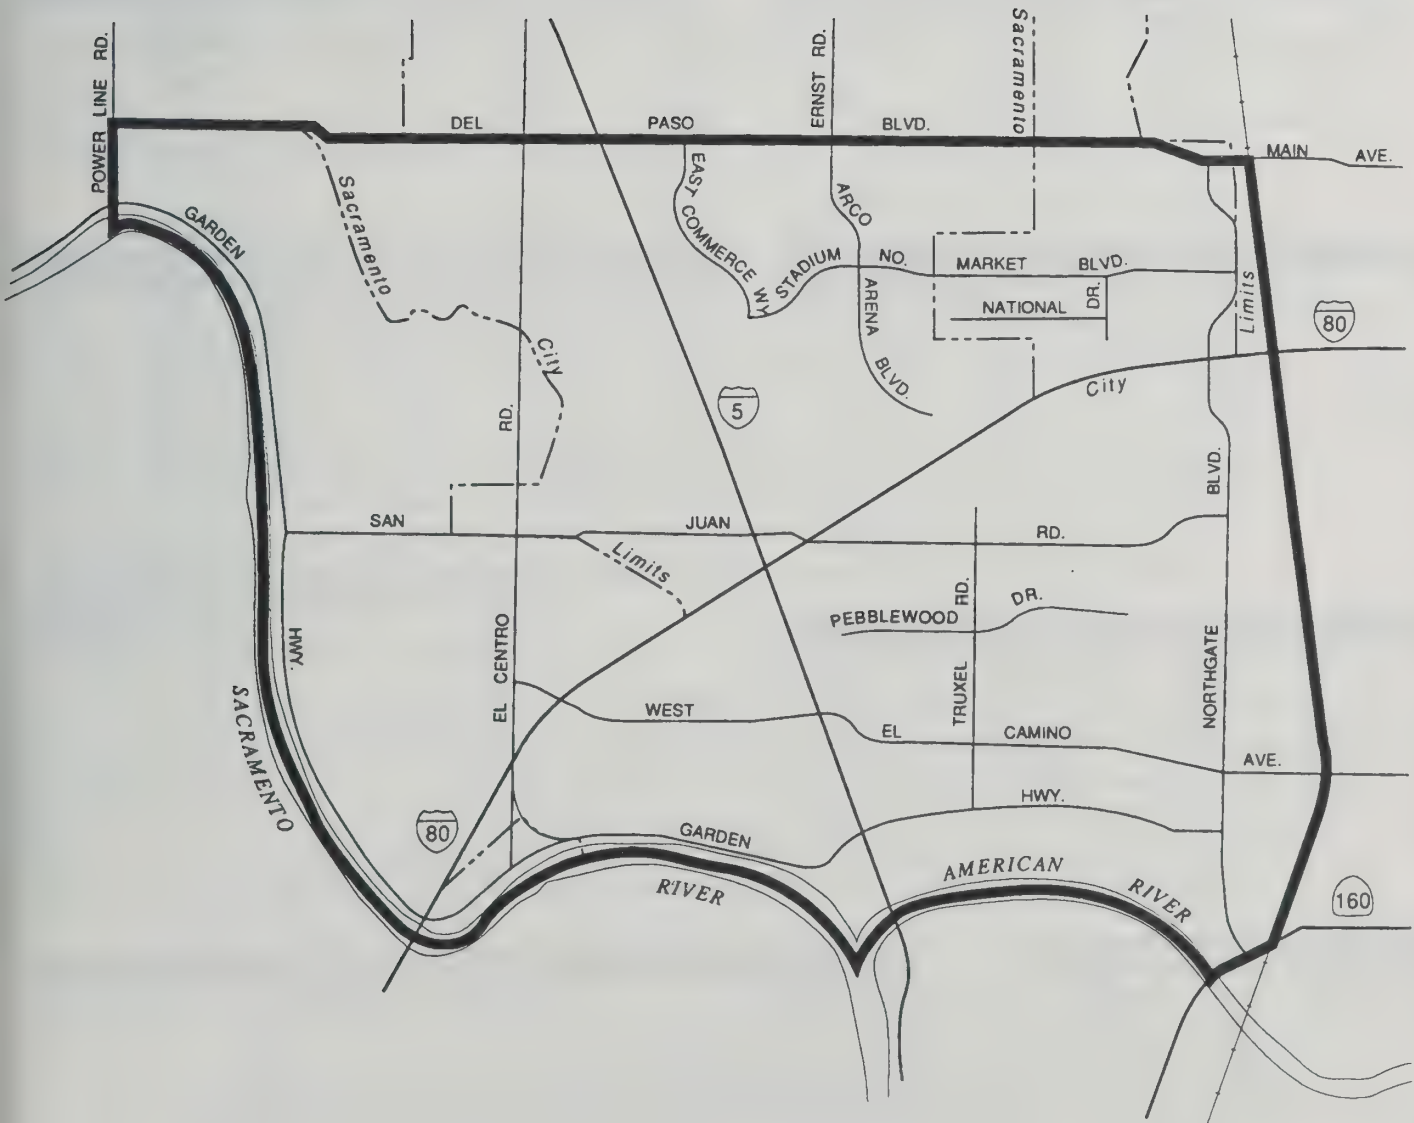 POWER LINE RD.
DEL PASO BLVD.
ERNST RD.
Sacramento
MAIN AVE.
GARDEN HWY.
Sacramento
City
Limits
EAST COMMERCE WY
STADIUM
ARCO
ARENA
BLVD.
NO. MARKET BLVD.
NATIONAL DR.
Limits
80
5
City
RD.
BLVD.
SAN JUAN RD.
EL CENTRO
TRUXEL RD.
PEBBLEWOOD DR.
NORTHGATE
WEST EL CAMINO AVE.
SACRAMENTO
80
GARDEN HWY.
RIVER
AMERICAN RIVER
160